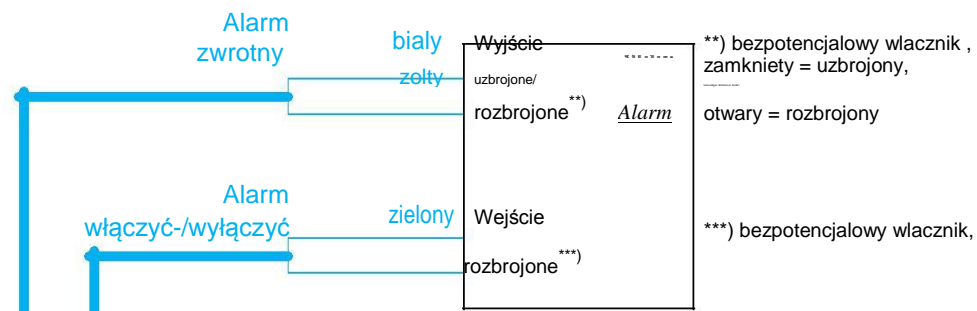 Alarm
zwrotny
bialy
zolty
Wyjście
uzbrojone/
rozbrojone**)
Alarm
**) bezpotencjalowy wlacznik ,
zamkniety = uzbrojony,
otwary = rozbrojony
Alarm
włączyć-/wyłączyć
zielony
Wejście
rozbrojone***)
***) bezpotencjalowy wlacznik,